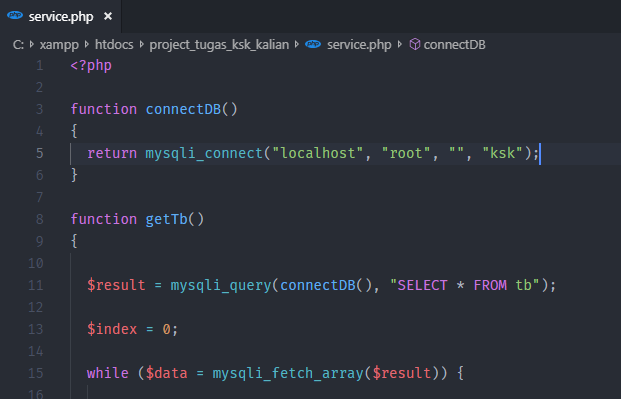 php service.php ×
C: > xampp > htdocs > project_tugas_ksk_kalian > php service.php > connectDB
1 <?php
2
3 function connectDB()
4 {
5 return mysqli_connect("localhost", "root", "", "ksk");
6 }
7
8 function getTb()
9 {
10
11 $result = mysqli_query(connectDB(), "SELECT * FROM tb");
12
13 $index = 0;
14
15 while ($data = mysqli_fetch_array($result)) {
16